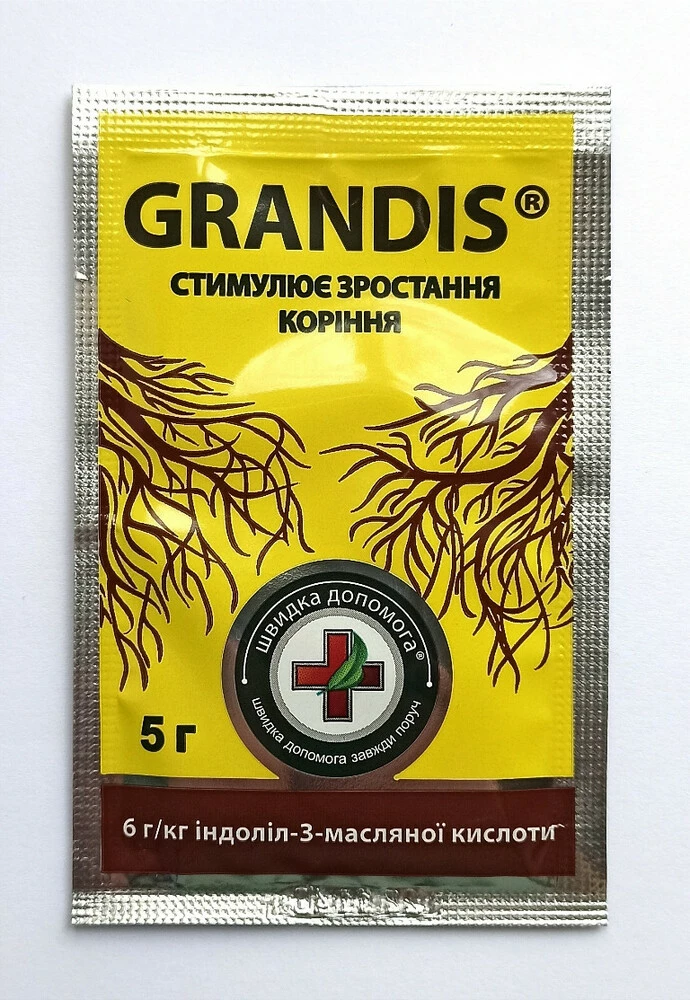 GRANDIS®
СТИМУЛЮЄ ЗРОСТАННЯ
КОРІННЯ
швидка допомога®
швидка допомога завжди поруч
5 г
6 г/кг індоліл-3-масляної кислоти